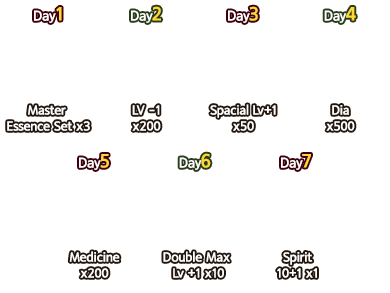 Day1
Day2
Day3
Day4
Master
Essence Set x3
LV -1
x200
Spacial Lv+1
x50
Dia
x500
Day5
Day6
Day7
Medicine
x200
Double Max
Lv +1 x10
Spirit
10+1 x1